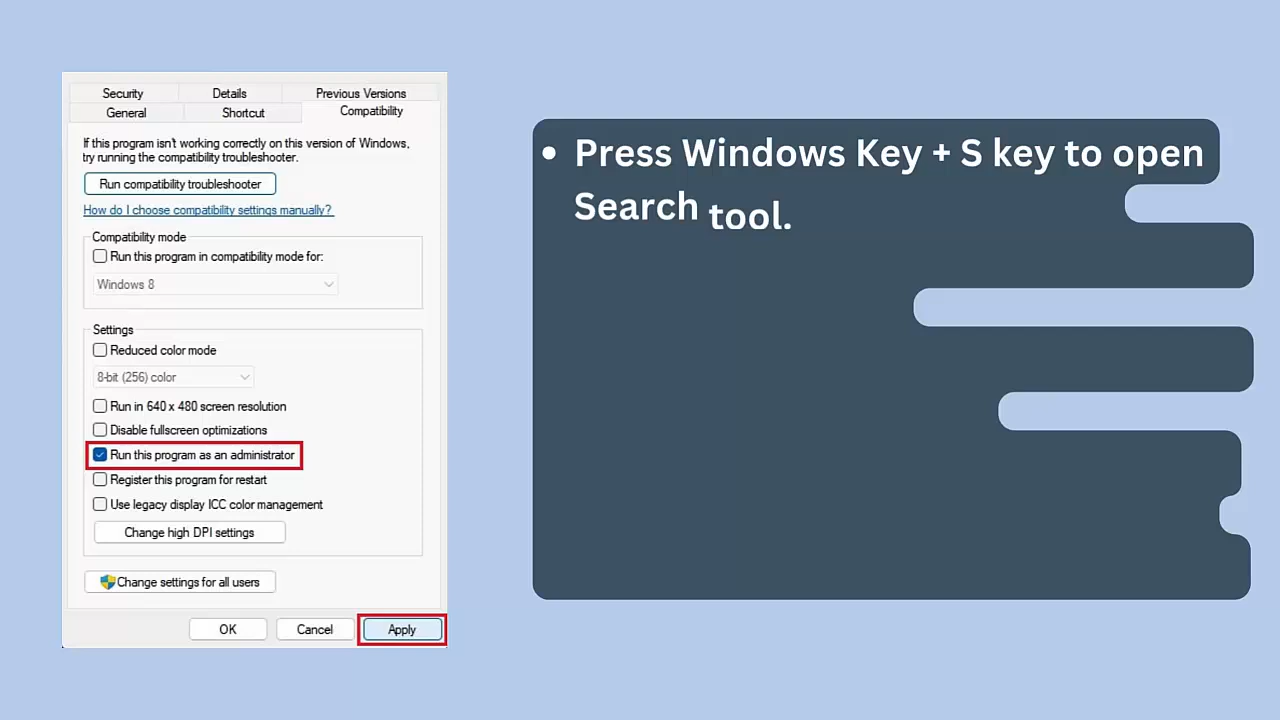 Security Details Previous Versions
General Shortcut Compatibility
If this program isn't working correctly on this version of Windows,
try running the compatibility troubleshooter.
Run compatibility troubleshooter
How do I choose compatibility settings manually?
Compatibility mode
Run this program in compatibility mode for:
Windows 8
Settings
Reduced color mode
8-bit (256) color
Run in 640 x 480 screen resolution
Disable fullscreen optimizations
Run this program as an administrator
Register this program for restart
Use legacy display ICC color management
Change high DPI settings
Change settings for all users
OK Cancel Apply
• Press Windows Key + S key to open
Search tool.